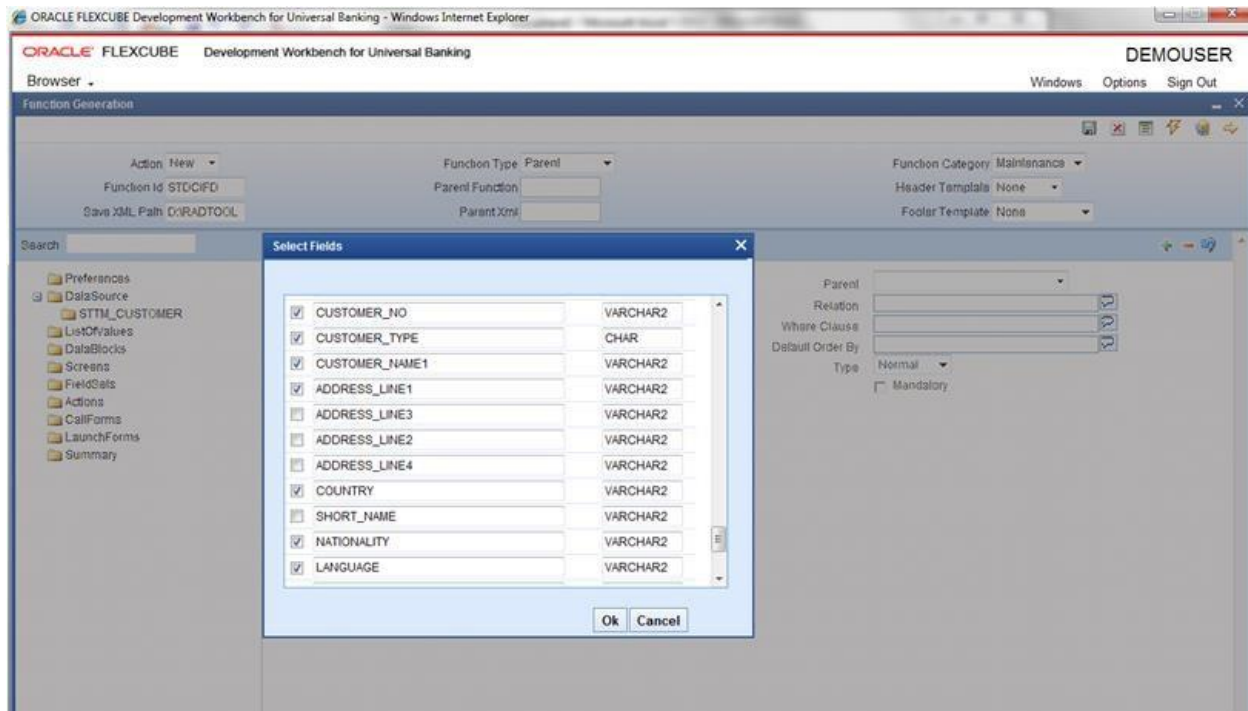 ORACLE FLEXCUBE Development Workbench for Universal Banking - Windows Internet Explorer
ORACLE FLEXCUBE Development Workbench for Universal Banking
DEMOUSER
Browser
Windows Options Sign Out
Function Generation
Action New
Function Type Parent
Function Category Maintenance
Function Id STDCIFD
Parent Function
Header Template None
Save XML Path D:\RADTOOL
Parent Xml
Footer Template None
Search
Select Fields
Preferences
DataSource
STTM_CUSTOMER
ListOfValues
DataBlocks
Screens
FieldSets
Actions
CallForms
LaunchForms
Summary
CUSTOMER_NO VARCHAR2
CUSTOMER_TYPE CHAR
CUSTOMER_NAME1 VARCHAR2
ADDRESS_LINE1 VARCHAR2
ADDRESS_LINE3 VARCHAR2
ADDRESS_LINE2 VARCHAR2
ADDRESS_LINE4 VARCHAR2
COUNTRY VARCHAR2
SHORT_NAME VARCHAR2
NATIONALITY VARCHAR2
LANGUAGE VARCHAR2
Ok Cancel
Parent
Relation
Where Clause
Default Order By
Type Normal
Mandatory